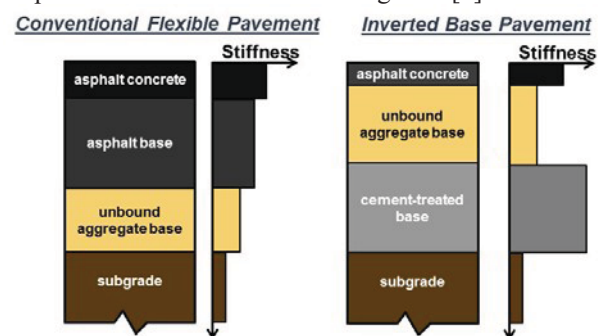 Conventional Flexible Pavement
Inverted Base Pavement
Stiffness
asphalt concrete
asphalt base
unbound
aggregate base
subgrade
Stiffness
asphalt concrete
unbound
aggregate base
cement-treated
base
subgrade